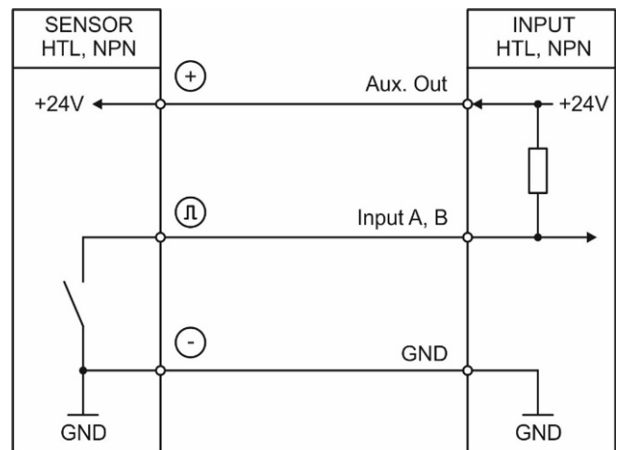 SENSOR
HTL, NPN
INPUT
HTL, NPN
+
Aux. Out
+24V
+24V
Input A, B
-
GND
GND
GND